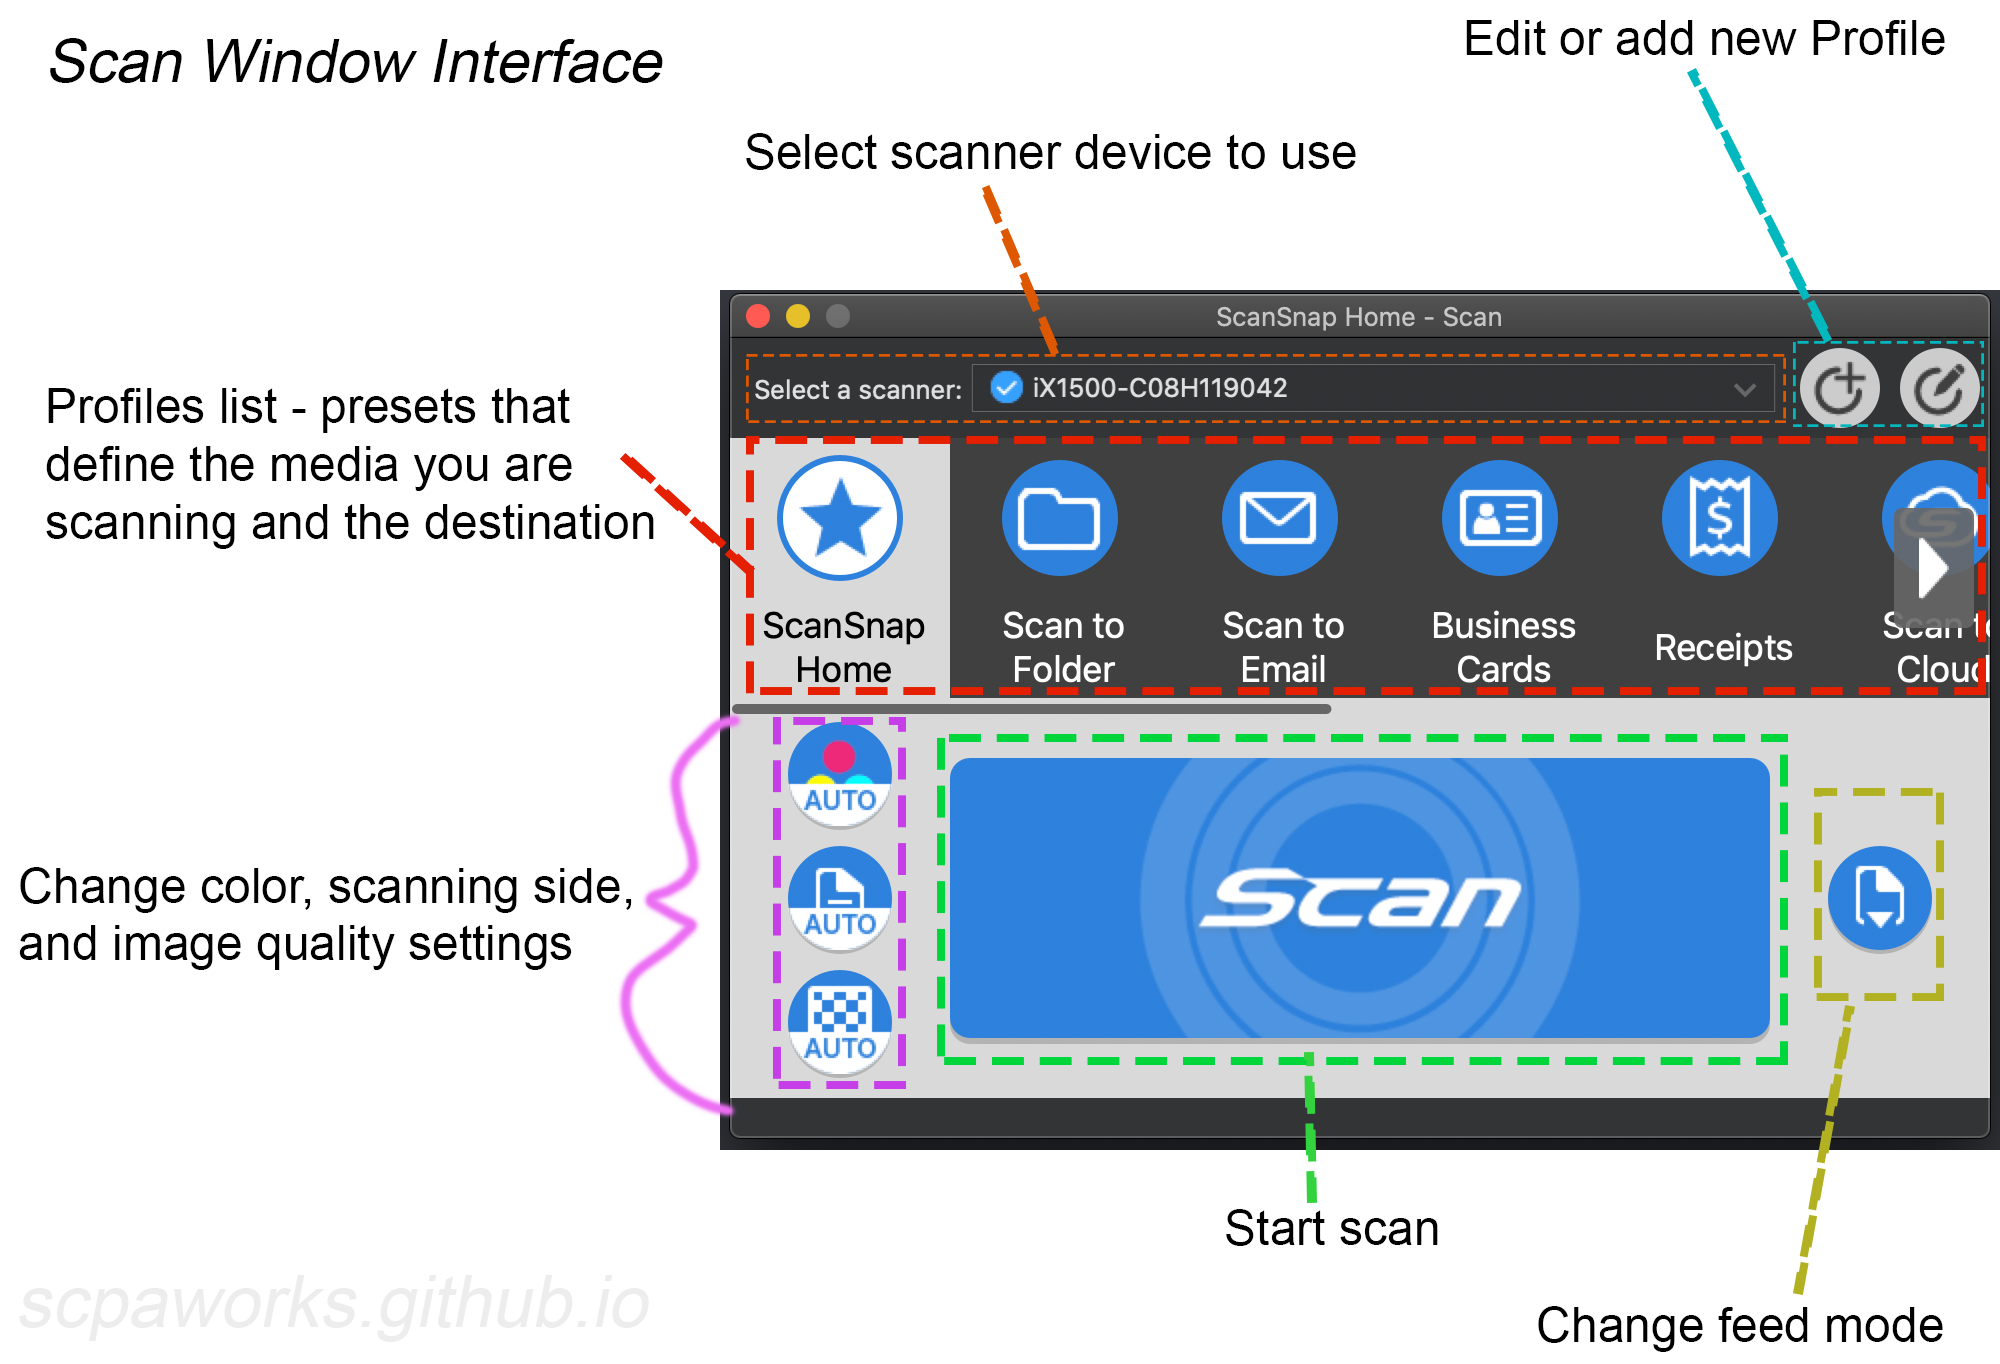 Scan Window Interface
Edit or add new Profile
Select scanner device to use
ScanSnap Home - Scan
Select a scanner: iX1500-C08H119042
Profiles list - presets that
define the media you are
scanning and the destination
ScanSnap
Home
Scan to
Folder
Scan to
Email
Business
Cards
Receipts
Scan to
Cloud
AUTO
AUTO
AUTO
Scan
Change color, scanning side,
and image quality settings
Start scan
Change feed mode
scpaworks.github.io